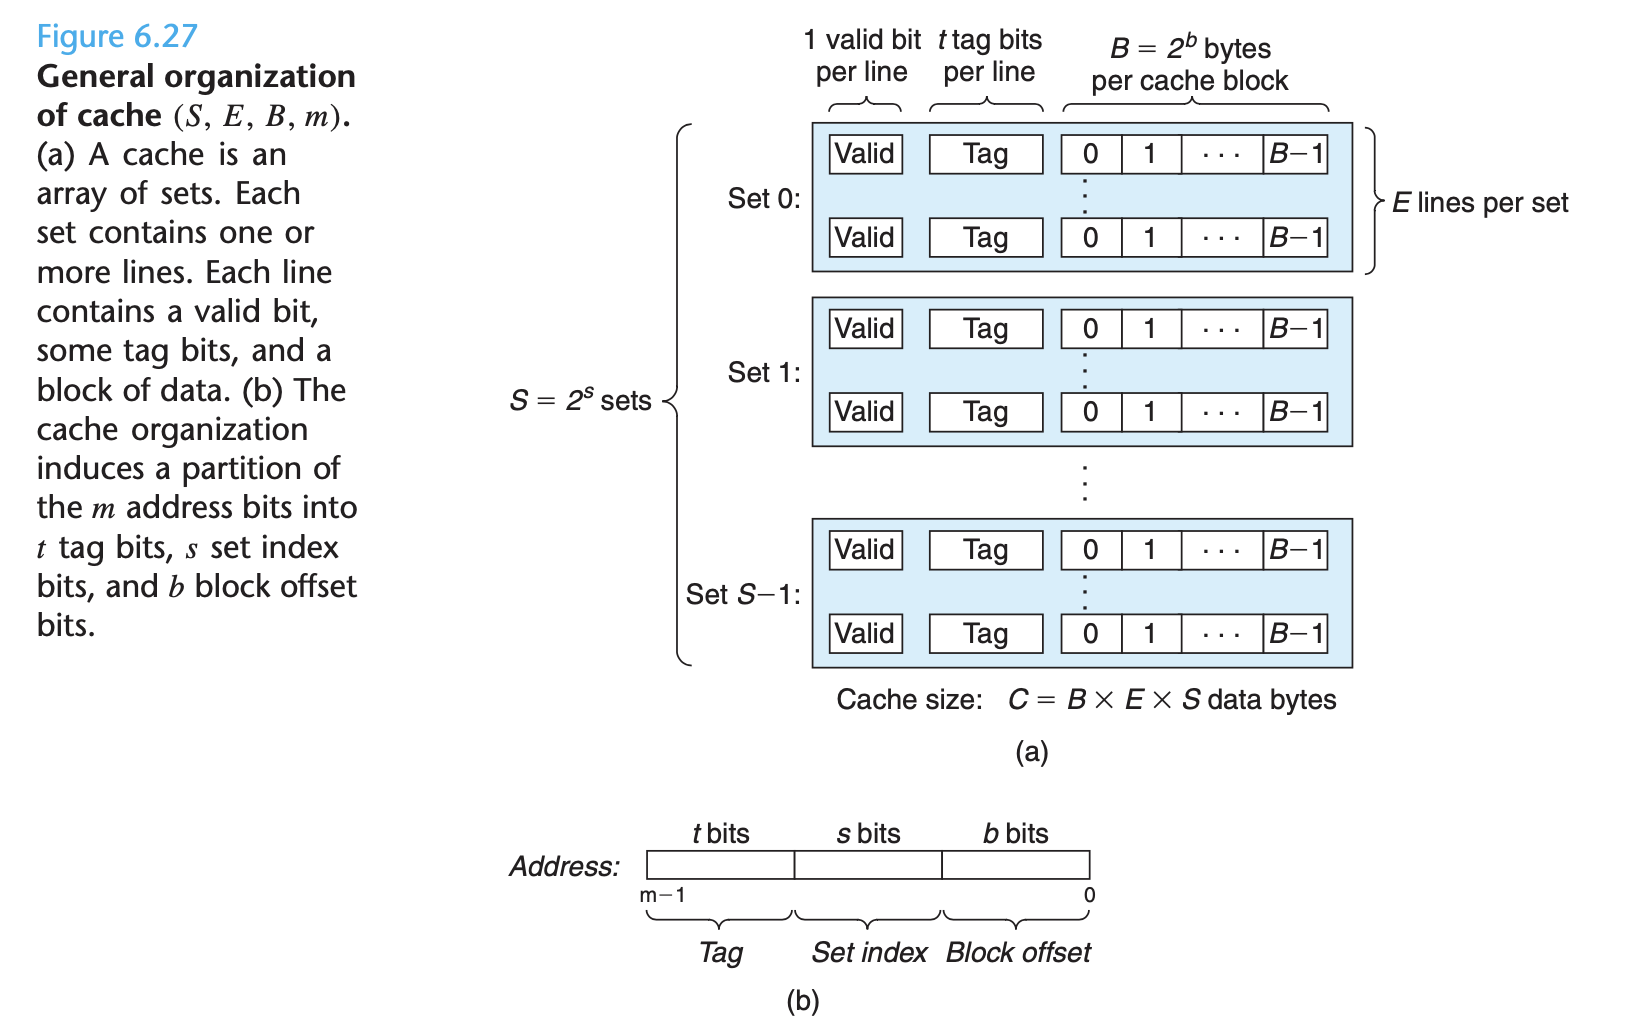 Figure 6.27
General organization
of cache (S, E, B, m).
(a) A cache is an
array of sets. Each
set contains one or
more lines. Each line
contains a valid bit,
some tag bits, and a
block of data. (b) The
cache organization
induces a partition of
the m address bits into
t tag bits, s set index
bits, and b block offset
bits.
1 valid bit per line
t tag bits per line
B = 2^b bytes per cache block
S = 2^s sets
Set 0:
Valid Tag 0 1 · · · B−1
⋮
Valid Tag 0 1 · · · B−1
E lines per set
Set 1:
Valid Tag 0 1 · · · B−1
⋮
Valid Tag 0 1 · · · B−1
⋮
Set S−1:
Valid Tag 0 1 · · · B−1
⋮
Valid Tag 0 1 · · · B−1
Cache size: C = B × E × S data bytes
(a)
t bits s bits b bits
Address:
m−1 0
Tag Set index Block offset
(b)